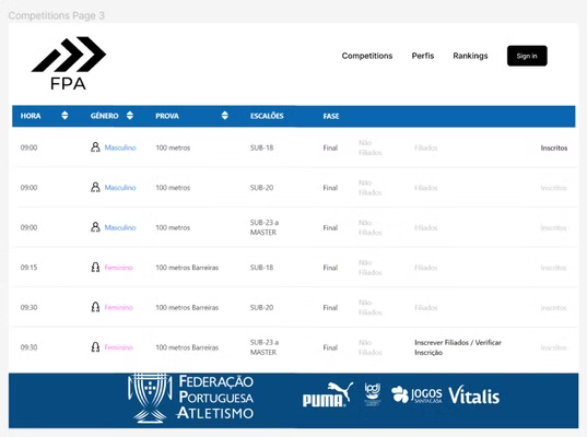 Competitions Page 3
FPA
Competitions Perfis Rankings Sign in
HORA GÉNERO PROVA ESCALÕES FASE
09:00 Masculino 100 metros SUB-18 Final Não Filiados Filiados Inscritos
09:00 Masculino 100 metros SUB-20 Final Não Filiados Filiados Inscritos
09:00 Masculino 100 metros SUB-23 a MASTER Final Não Filiados Filiados Inscritos
09:15 Feminino 100 metros Barreiras SUB-18 Final Não Filiados Filiados Inscritos
09:30 Feminino 100 metros Barreiras SUB-20 Final Não Filiados Filiados Inscritos
09:30 Feminino 100 metros Barreiras SUB-23 a MASTER Final Não Filiados Inscrever Filiados / Verificar Inscrição Inscritos
FEDERAÇÃO
PORTUGUESA
ATLETISMO
PUMA
JOGOS
SANTA CASA
Vitalis